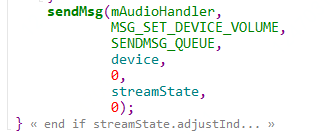 sendMsg(mAudioHandler,
MSG_SET_DEVICE_VOLUME,
SENDMSG_QUEUE,
device,
0,
streamState,
0);
} « end if streamState.adjustInd... »